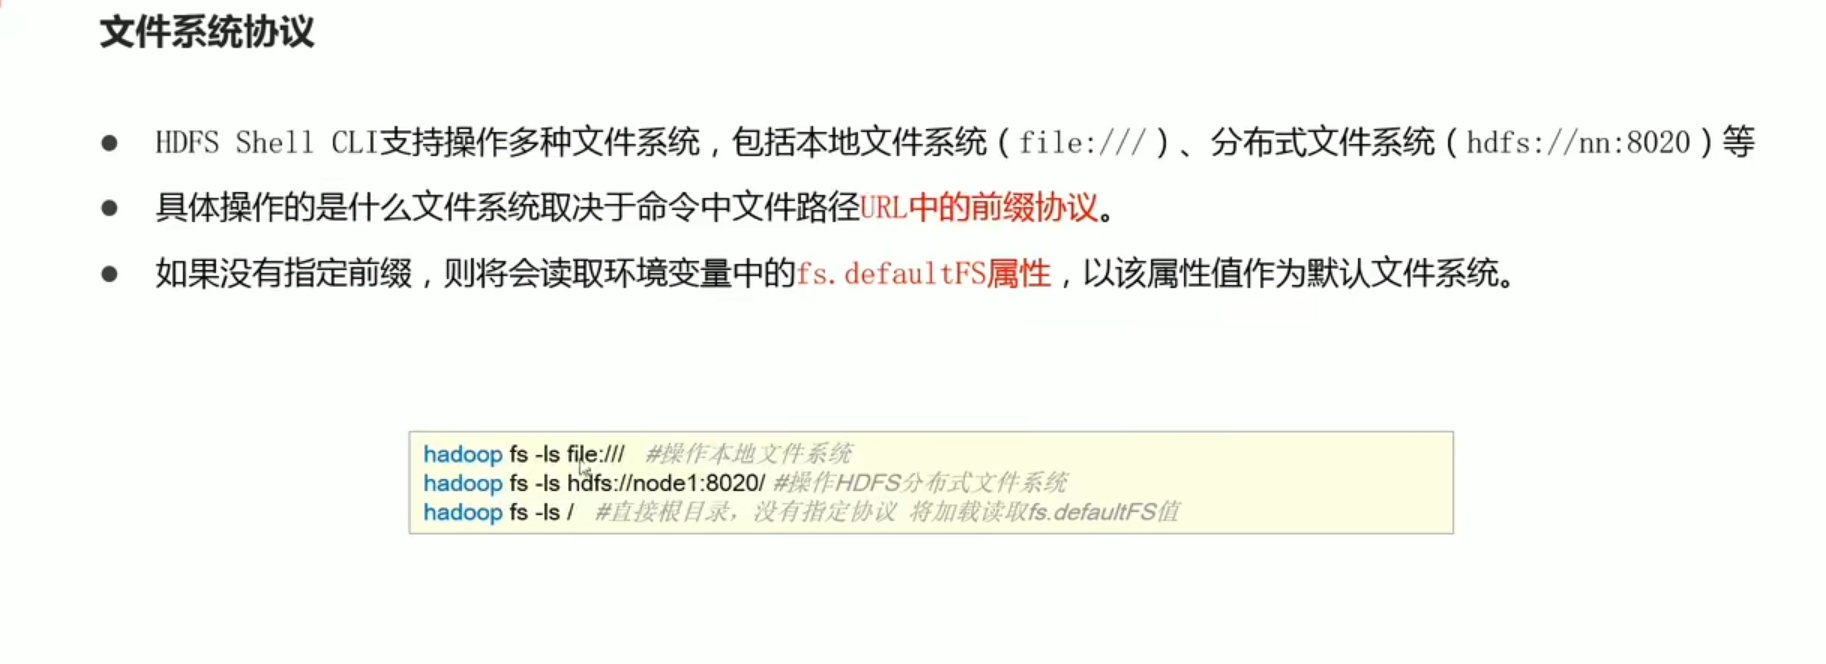 文件系统协议
● HDFS Shell CLI支持操作多种文件系统，包括本地文件系统（file:///）、分布式文件系统（hdfs://nn:8020）等
● 具体操作的是什么文件系统取决于命令中文件路径URL中的前缀协议。
● 如果没有指定前缀，则将会读取环境变量中的fs.defaultFS属性，以该属性值作为默认文件系统。
hadoop fs -ls file:/// #操作本地文件系统
hadoop fs -ls hdfs://node1:8020/ #操作HDFS分布式文件系统
hadoop fs -ls / #直接根目录，没有指定协议 将加载读取fs.defaultFS值